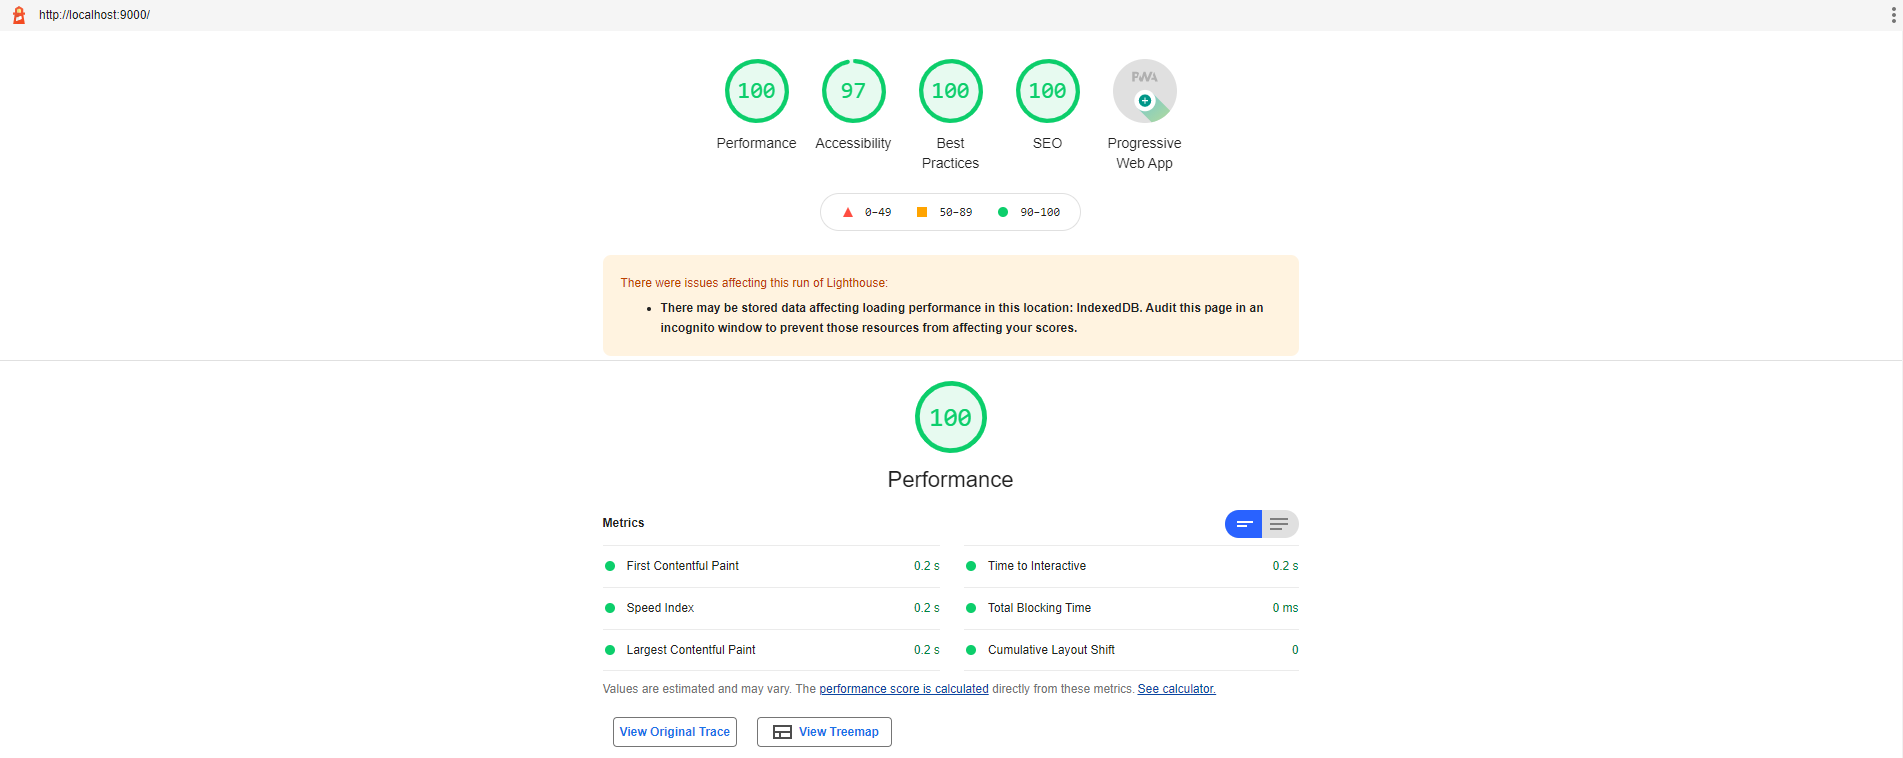 http://localhost:9000/
100
97
100
100
PWA
Performance
Accessibility
Best
Practices
SEO
Progressive
Web App
0–49
50–89
90–100
There were issues affecting this run of Lighthouse:
There may be stored data affecting loading performance in this location: IndexedDB. Audit this page in an
incognito window to prevent those resources from affecting your scores.
100
Performance
Metrics
First Contentful Paint 0.2 s
Time to Interactive 0.2 s
Speed Index 0.2 s
Total Blocking Time 0 ms
Largest Contentful Paint 0.2 s
Cumulative Layout Shift 0
Values are estimated and may vary. The performance score is calculated directly from these metrics. See calculator.
View Original Trace
View Treemap